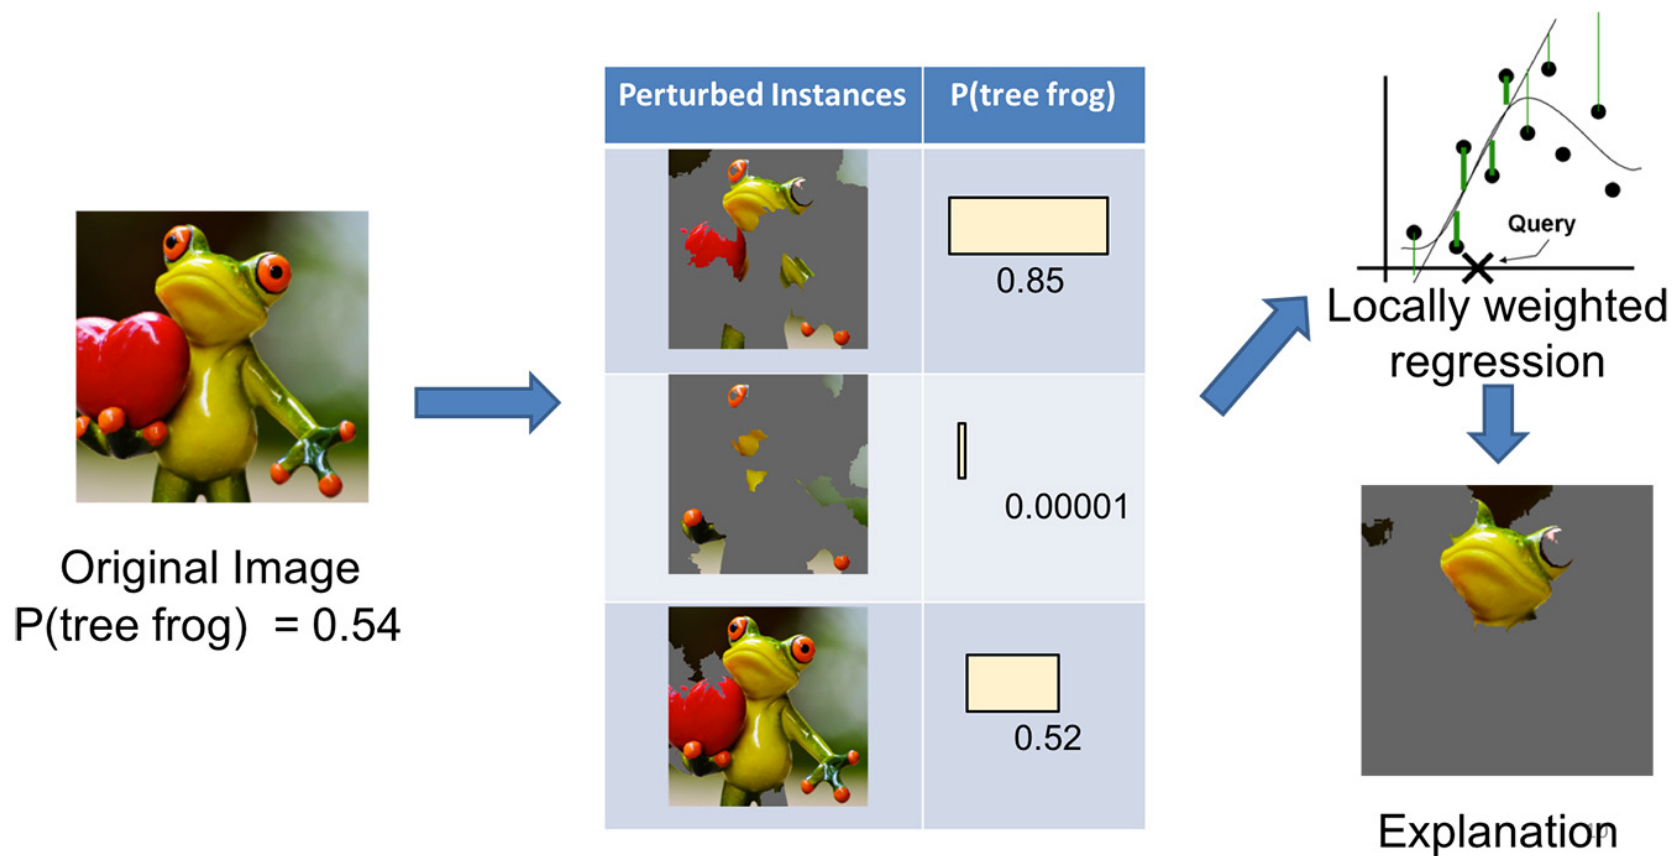 Original Image
P(tree frog) = 0.54
Perturbed Instances
P(tree frog)
0.85
0.00001
0.52
Query
Locally weighted
regression
Explanation